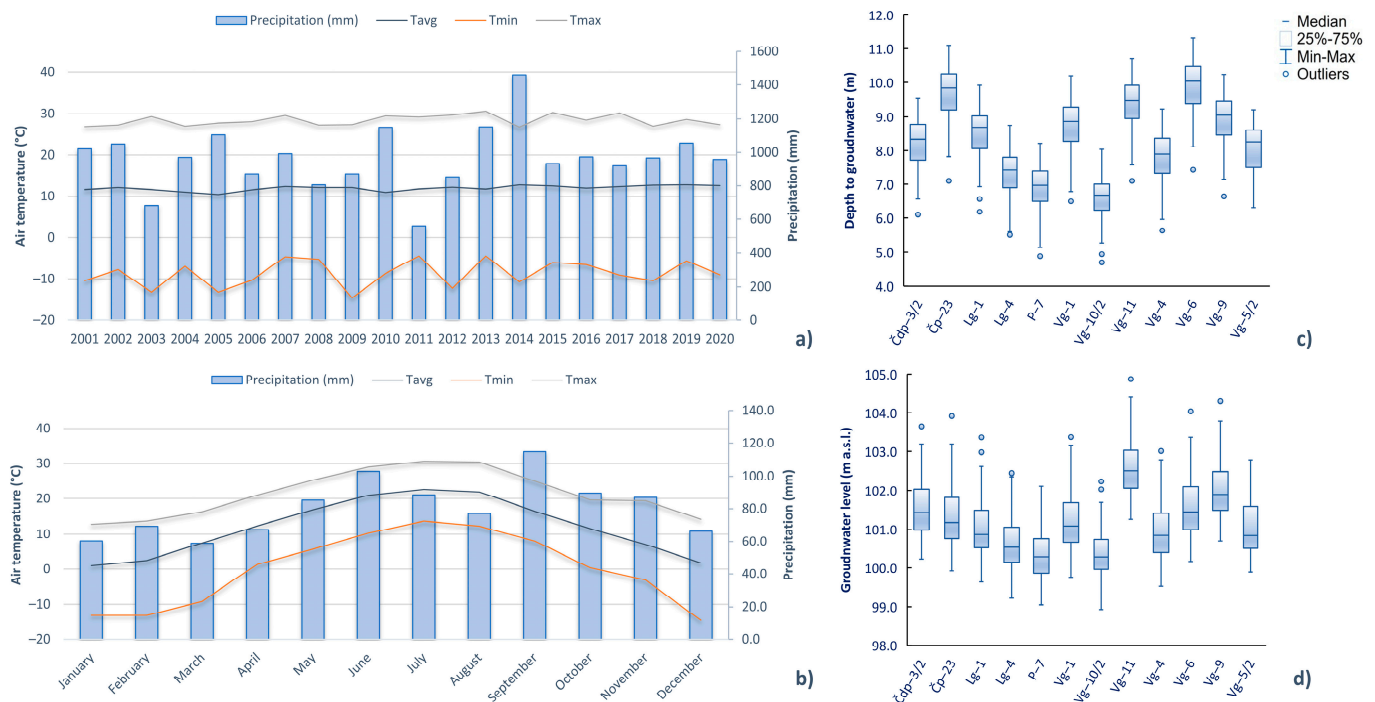 Precipitation (mm) Tavg Tmin Tmax
Air temperature (°C)
40
30
20
10
0
−10
−20
1600
1400
1200
1000
800
600
400
200
0
Precipitation (mm)
2001 2002 2003 2004 2005 2006 2007 2008 2009 2010 2011 2012 2013 2014 2015 2016 2017 2018 2019 2020
a)
Precipitation (mm) Tavg Tmin Tmax
Air temperature (°C)
40
30
20
10
0
−10
−20
140.0
120.0
100.0
80.0
60.0
40.0
20.0
0.0
Precipitation (mm)
January February March April May June July August September October November December
b)
Depth to groudnwater (m)
12.0
11.0
10.0
9.0
8.0
7.0
6.0
5.0
4.0
Median
25%-75%
Min-Max
Outliers
Čdp−3/2 Čp−23 Lg−1 Lg−4 P−7 Vg−1 Vg−10/2 Vg−11 Vg−4 Vg−6 Vg−9 Vg−5/2
c)
Groudnwater level (m a.s.l.)
105.0
104.0
103.0
102.0
101.0
100.0
99.0
98.0
Čdp−3/2 Čp−23 Lg−1 Lg−4 P−7 Vg−1 Vg−10/2 Vg−11 Vg−4 Vg−6 Vg−9 Vg−5/2
d)